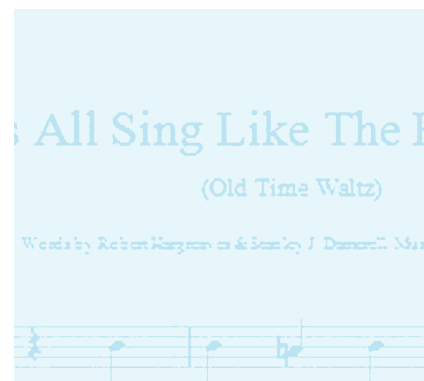 All Sing Like The
(Old Time Waltz)
Words by Robert Hargreaves & Stanley J. Damerell.